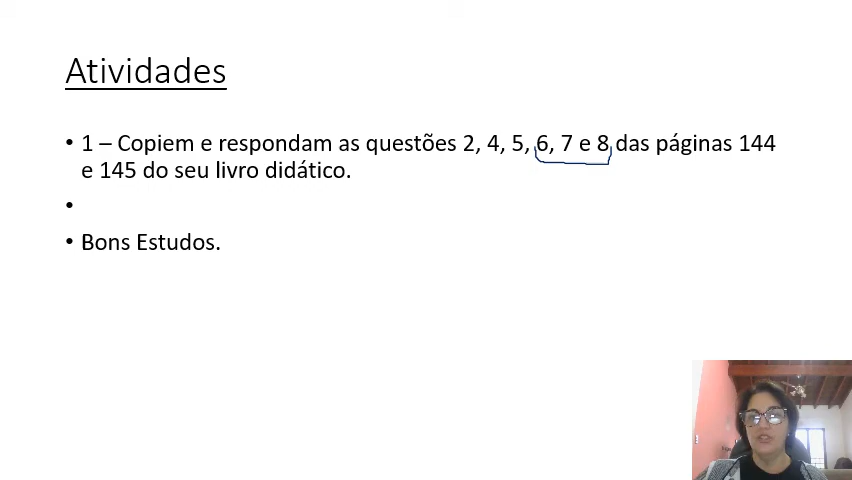 Atividades
• 1 – Copiem e respondam as questões 2, 4, 5, 6, 7 e 8 das páginas 144
e 145 do seu livro didático.
•
• Bons Estudos.